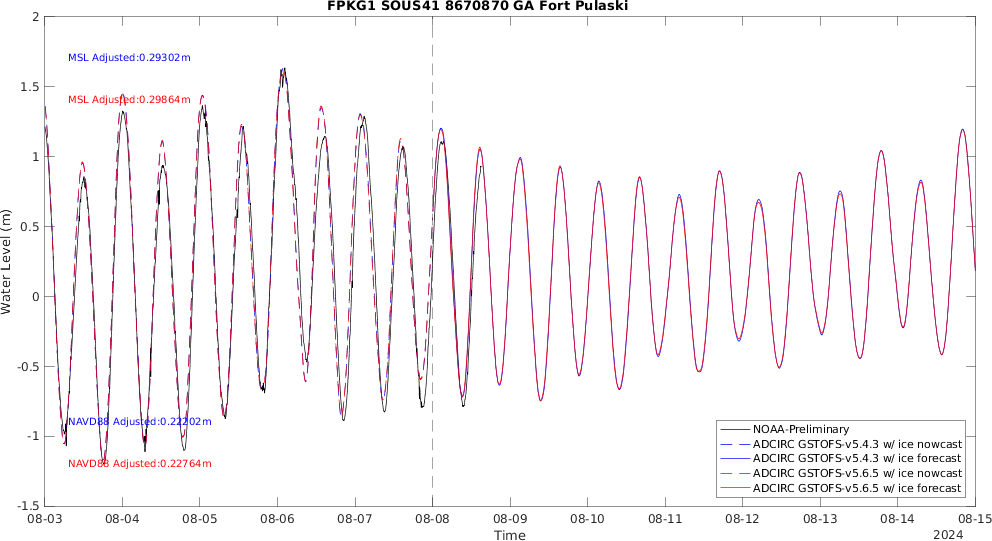 FPKG1 SOUS41 8670870 GA Fort Pulaski
2
1.5
1
0.5
0
-0.5
-1
-1.5
Water Level (m)
MSL Adjusted:0.29302m
MSL Adjusted:0.29864m
NAVD88 Adjusted:0.22202m
NAVD88 Adjusted:0.22764m
NOAA-Preliminary
ADCIRC GSTOFS-v5.4.3 w/ ice nowcast
ADCIRC GSTOFS-v5.4.3 w/ ice forecast
ADCIRC GSTOFS-v5.6.5 w/ ice nowcast
ADCIRC GSTOFS-v5.6.5 w/ ice forecast
08-03 08-04 08-05 08-06 08-07 08-08 08-09 08-10 08-11 08-12 08-13 08-14 08-15
Time
2024